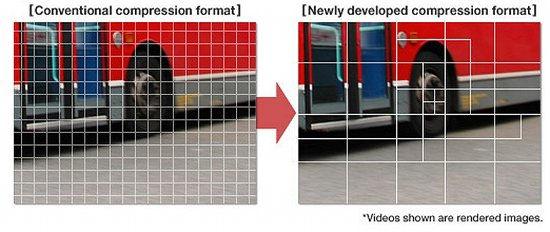 [Conventional compression format]
[Newly developed compression format]
*Videos shown are rendered images.